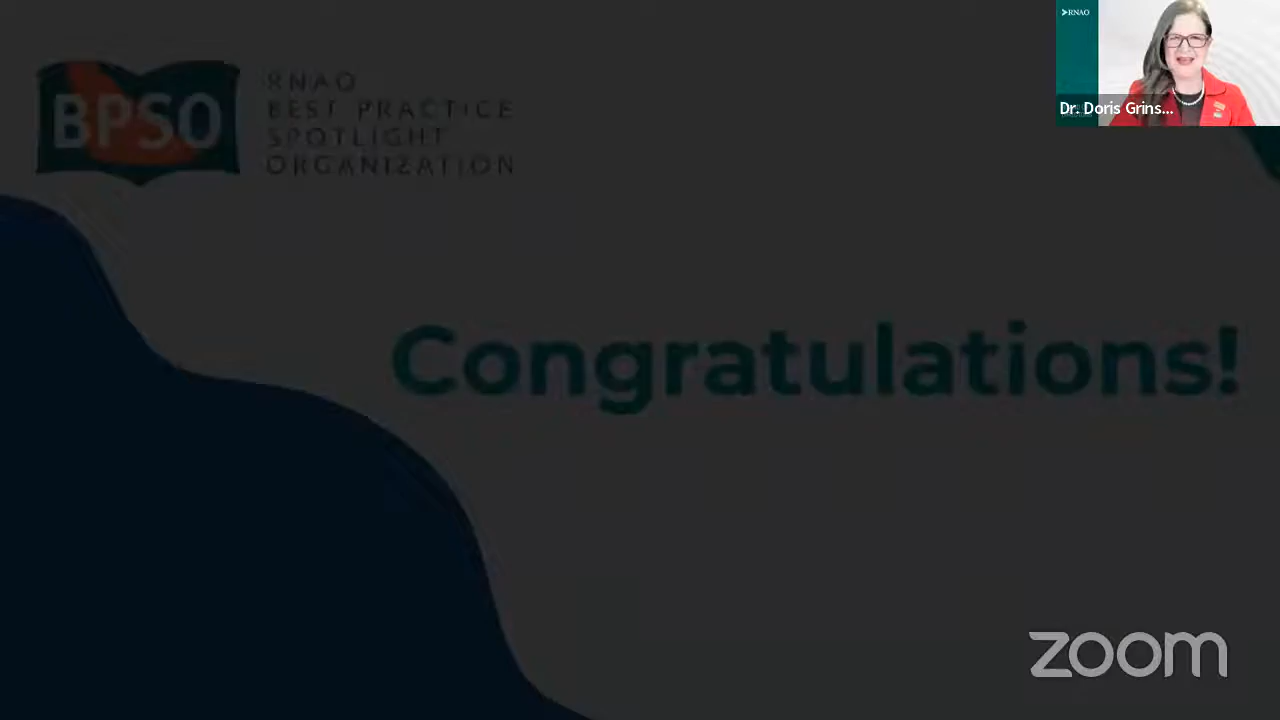 BPSO
RNAO
BEST PRACTICE
SPOTLIGHT
ORGANIZATION
RNAO
Dr. Doris Grins...
Congratulations!
zoom